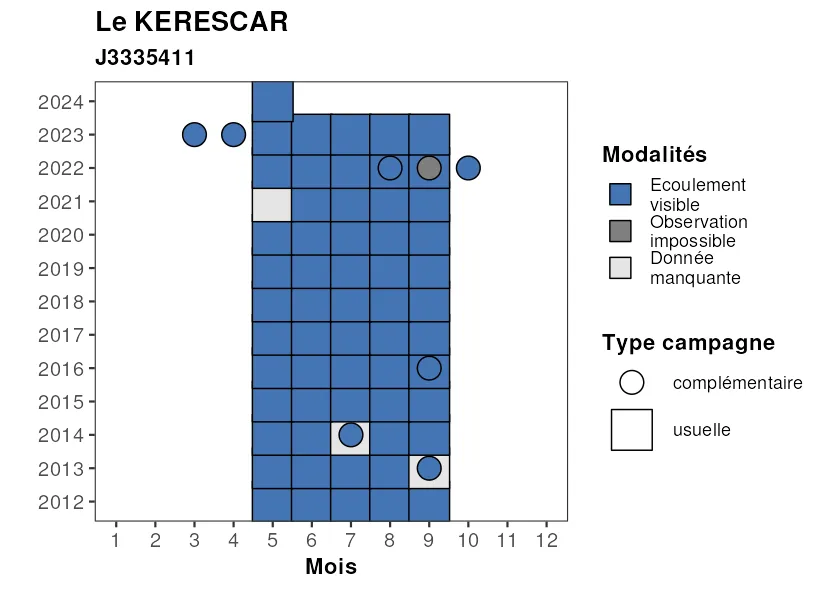 Le KERESCAR
J3335411
2024
2023
2022
2021
2020
2019
2018
2017
2016
2015
2014
2013
2012
1 2 3 4 5 6 7 8 9 10 11 12
Mois
Modalités
Ecoulement
visible
Observation
impossible
Donnée
manquante
Type campagne
complémentaire
usuelle